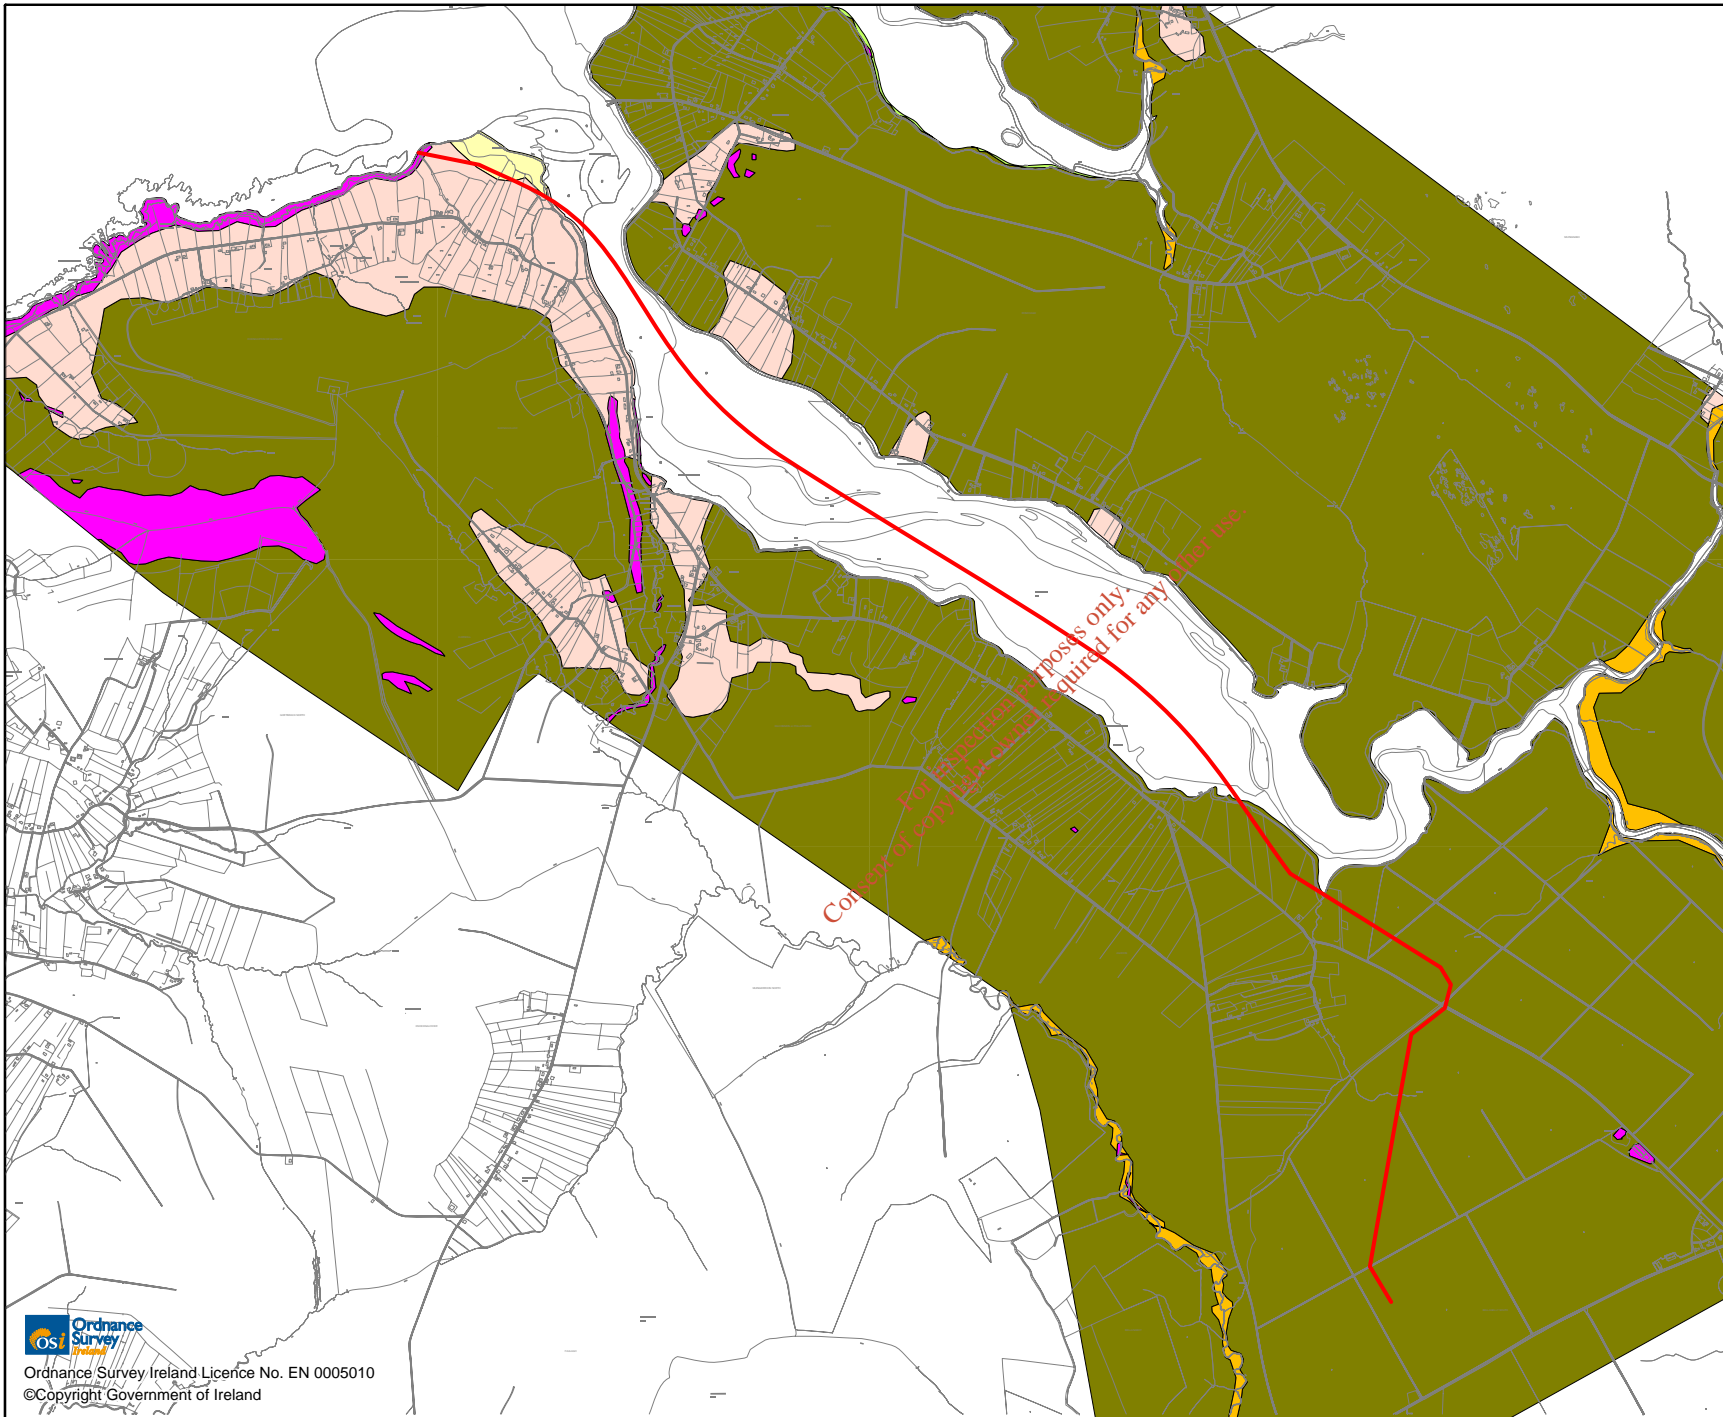 For inspection purposes only.
Consent of copyright owner required for any other use.
osi
Ordnance
Survey
Ireland
Ordnance Survey Ireland Licence No. EN 0005010
©Copyright Government of Ireland